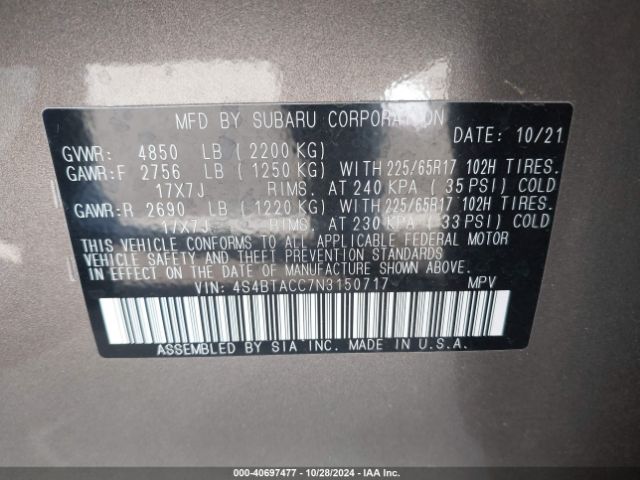 MFD BY SUBARU CORPORATION
DATE: 10/21
GVWR: 4850 LB (2200 KG)
GAWR:F 2756 LB (1250 KG) WITH 225/65R17 102H TIRES.
17X7J RIMS. AT 240 KPA (35 PSI) COLD
GAWR:R 2690 LB (1220 KG) WITH 225/65R17 102H TIRES.
17X7J RIMS. AT 230 KPA (33 PSI) COLD
THIS VEHICLE CONFORMS TO ALL APPLICABLE FEDERAL MOTOR
VEHICLE SAFETY AND THEFT PREVENTION STANDARDS
IN EFFECT ON THE DATE OF MANUFACTURE SHOWN ABOVE.
VIN: 4S4BTACC7N3150717 MPV
ASSEMBLED BY SIA INC. MADE IN U.S.A.
000-40697477 - 10/28/2024 - IAAI.COM